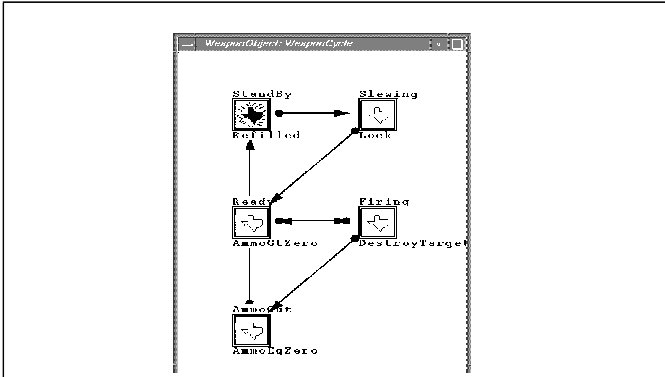 WeaponObject: WeaponCycle
StandBy
Slewing
Refilled
Lock
Ready
Firing
AmmoGtZero
DestroyTarget
AmmoOut
AmmoEqZero